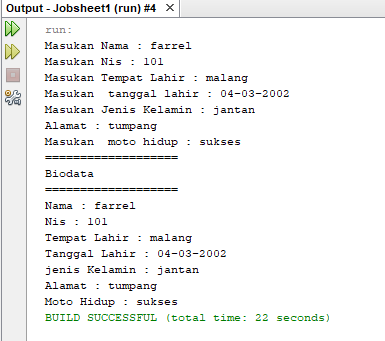 Output - Jobsheet1 (run) #4 ×
run:
Masukan Nama : farrel
Masukan Nis : 101
Masukan Tempat Lahir : malang
Masukan  tanggal lahir : 04-03-2002
Masukan Jenis Kelamin : jantan
Alamat : tumpang
Masukan  moto hidup : sukses
===================
Biodata
===================
Nama : farrel
Nis : 101
Tempat Lahir : malang
Tanggal Lahir : 04-03-2002
jenis Kelamin : jantan
Alamat : tumpang
Moto Hidup : sukses
BUILD SUCCESSFUL (total time: 22 seconds)